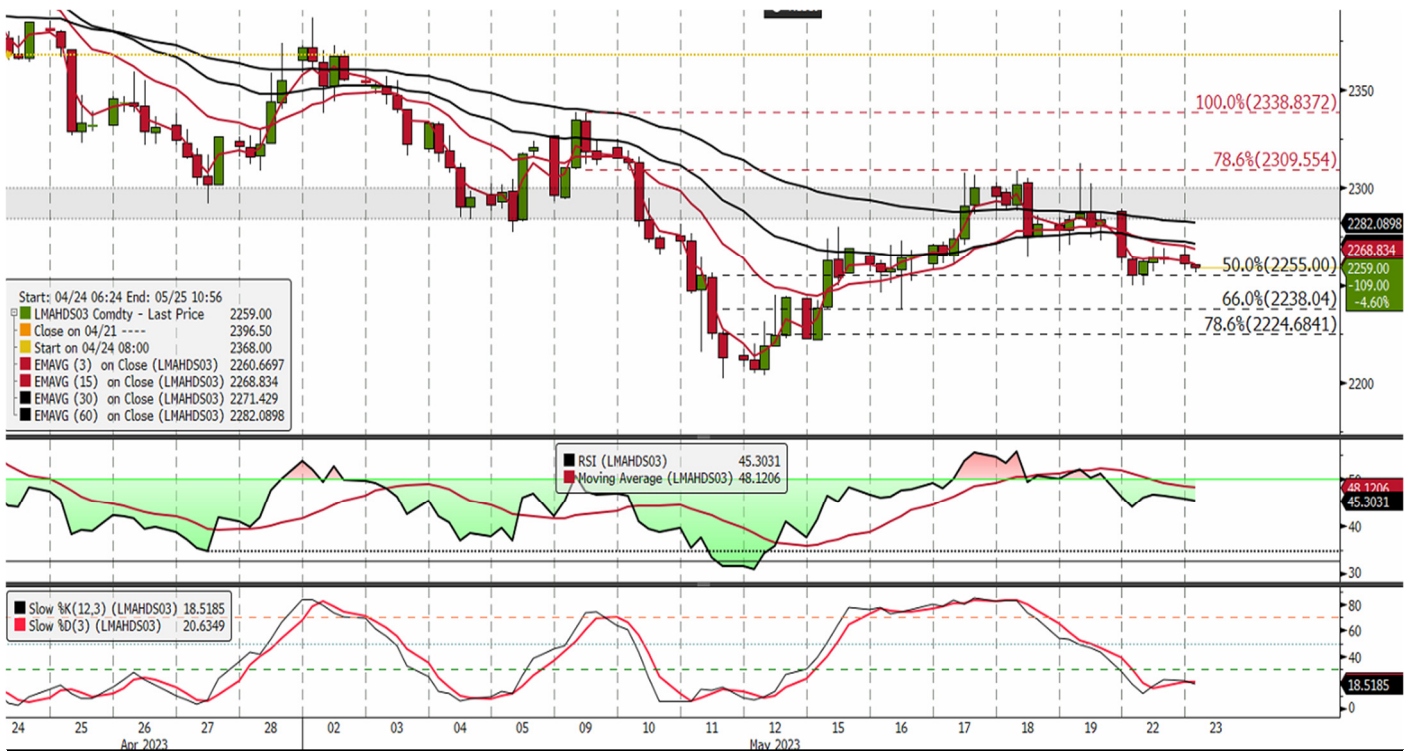 100.0%(2338.8372)
78.6%(2309.554)
50.0%(2255.00)
66.0%(2238.04)
78.6%(2224.6841)
2350
2300
2282.0898
2268.834
2259.00
-109.00
-4.60%
2200
Start: 04/24 06:24 End: 05/25 10:56
LMAHDS03 Comdty - Last Price 2259.00
Close on 04/21 ---- 2396.50
Start on 04/24 08:00 2368.00
EMAVG (3) on Close (LMAHDS03) 2260.6697
EMAVG (15) on Close (LMAHDS03) 2268.834
EMAVG (30) on Close (LMAHDS03) 2271.429
EMAVG (60) on Close (LMAHDS03) 2282.0898
RSI (LMAHDS03) 45.3031
Moving Average (LMAHDS03) 48.1206
48.1206
45.3031
40
30
Slow %K(12,3) (LMAHDS03) 18.5185
Slow %D(3) (LMAHDS03) 20.6349
80
60
40
18.5185
0
24 25 26 27 28 02 03 04 05 09 10 11 12 15 16 17 18 19 22 23
Apr 2023 May 2023